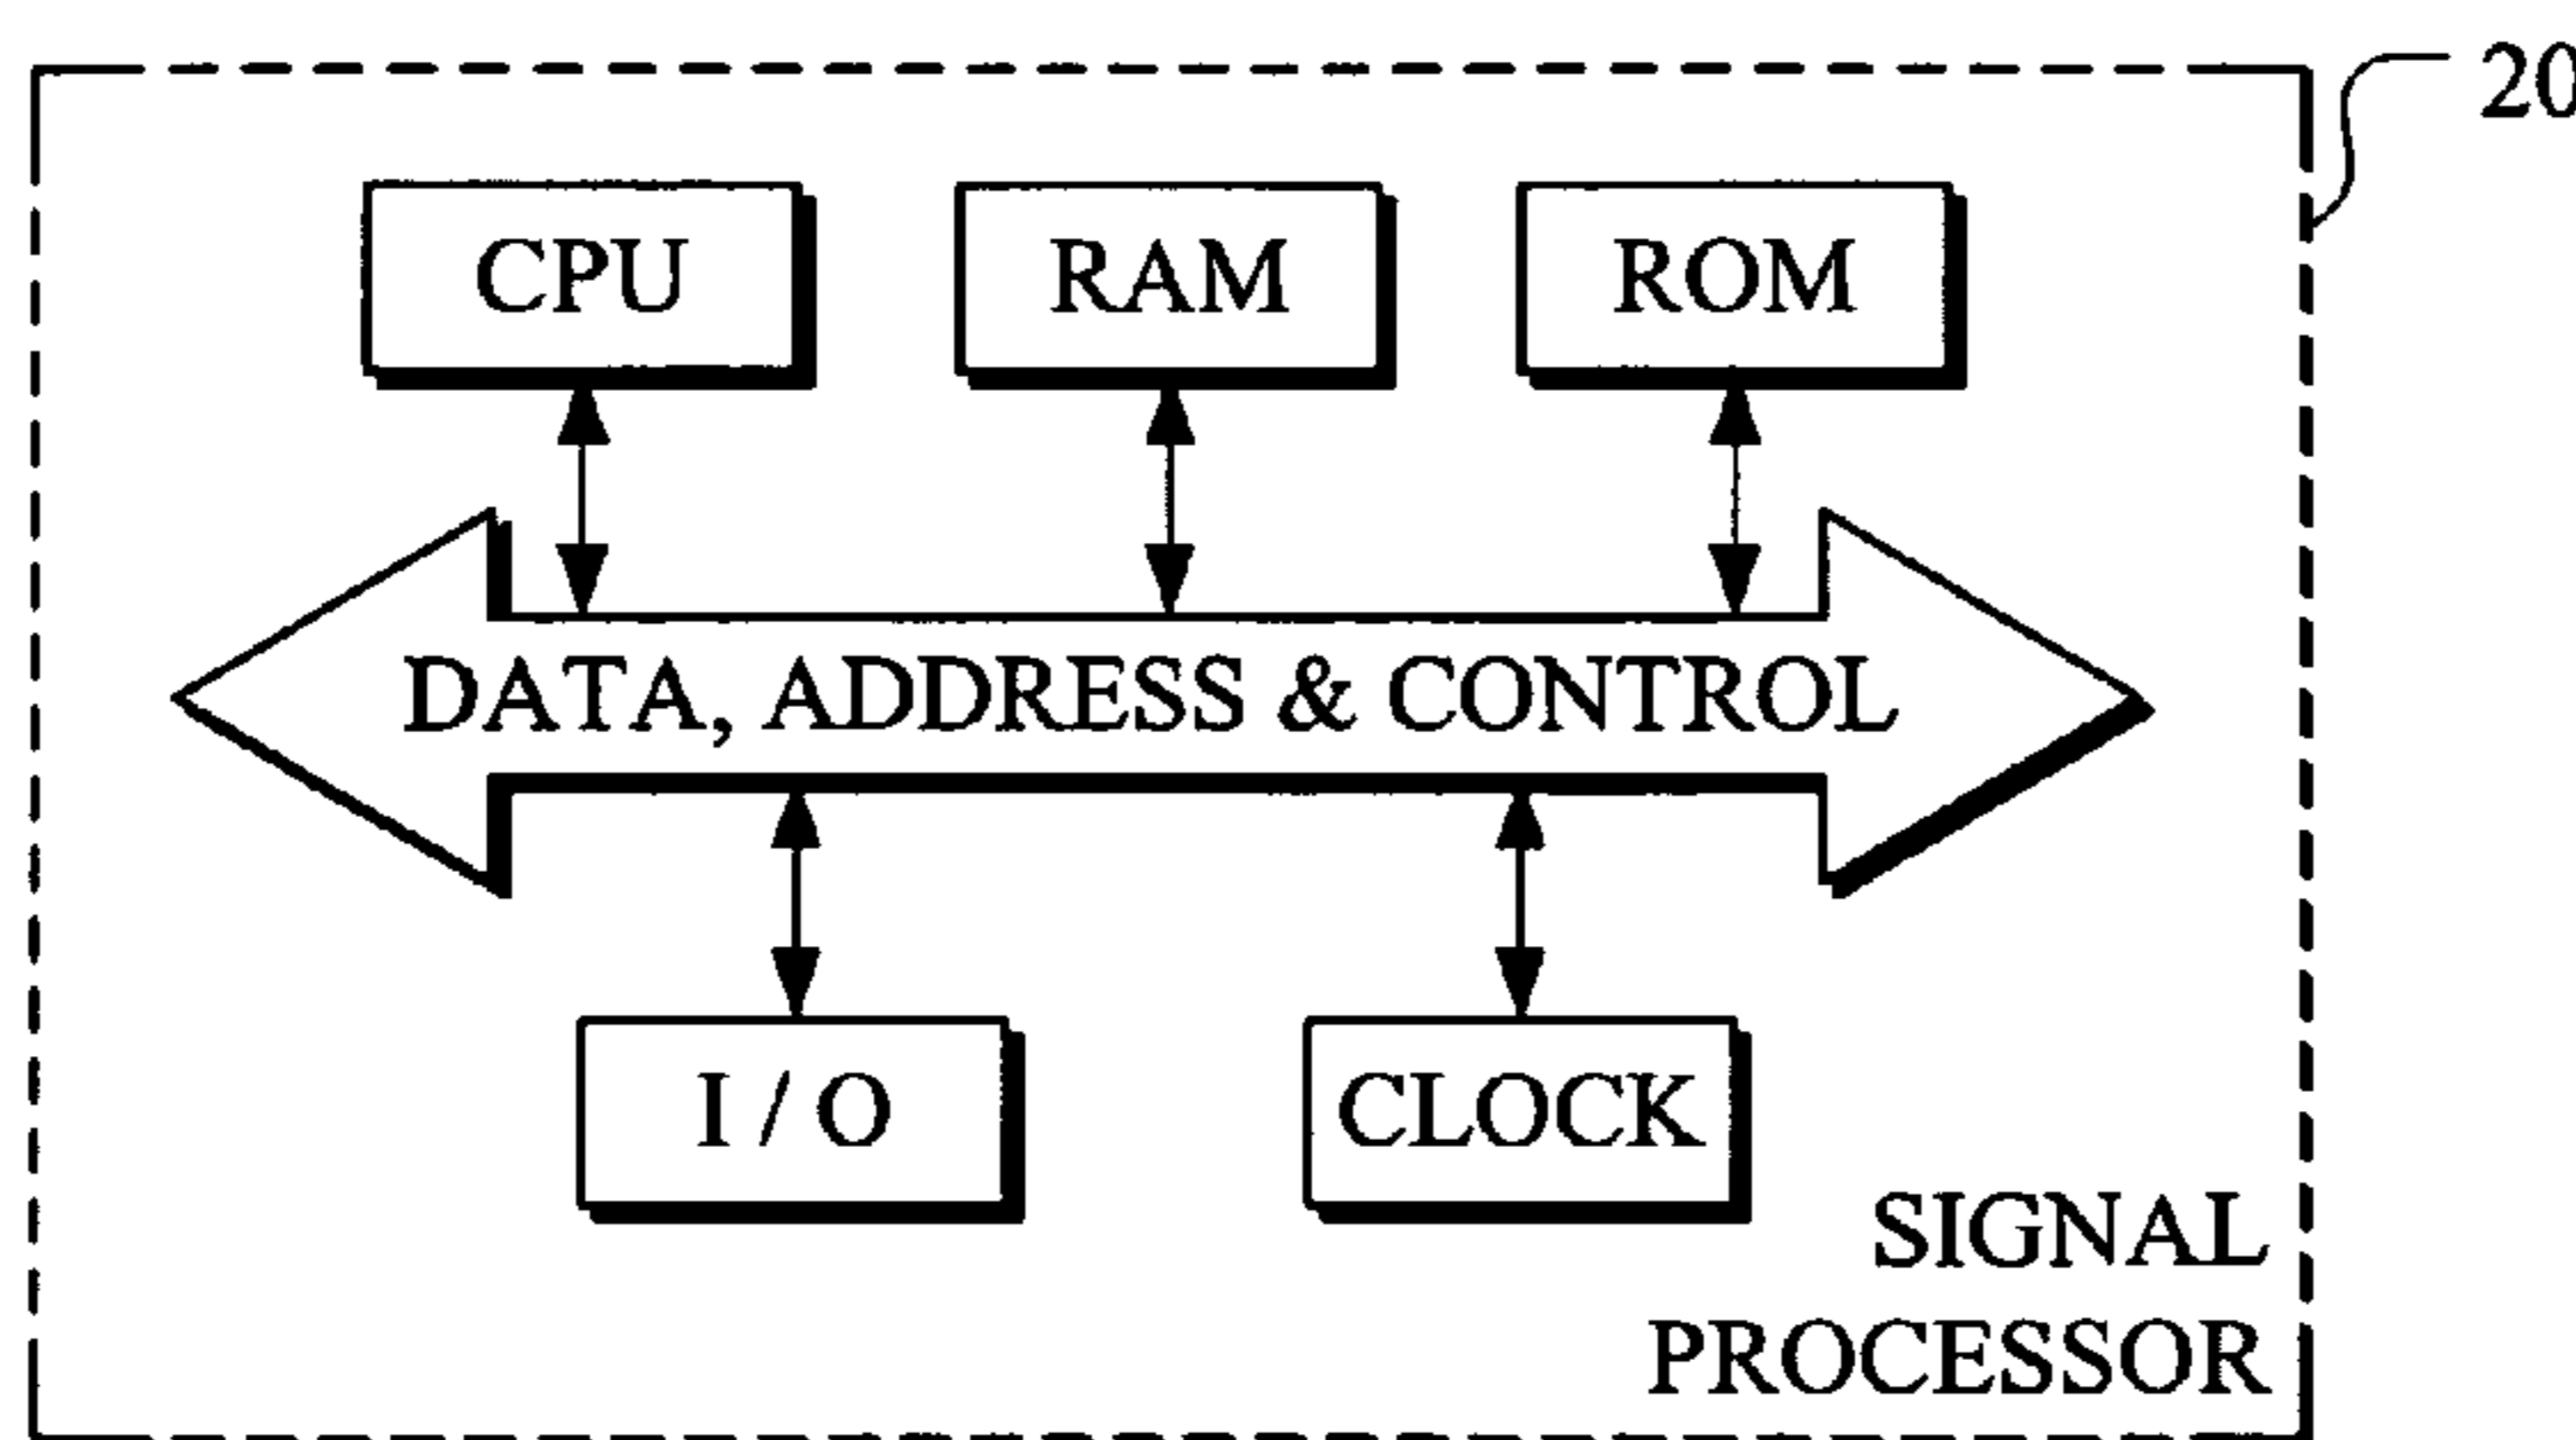 20
CPU
RAM
ROM
DATA, ADDRESS & CONTROL
I / O
CLOCK
SIGNAL
PROCESSOR